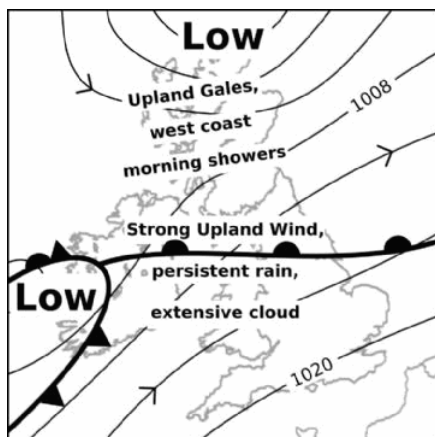 Low
Upland Gales,
1008
west coast
morning showers
Strong Upland Wind,
persistent rain,
Low
extensive cloud
1020